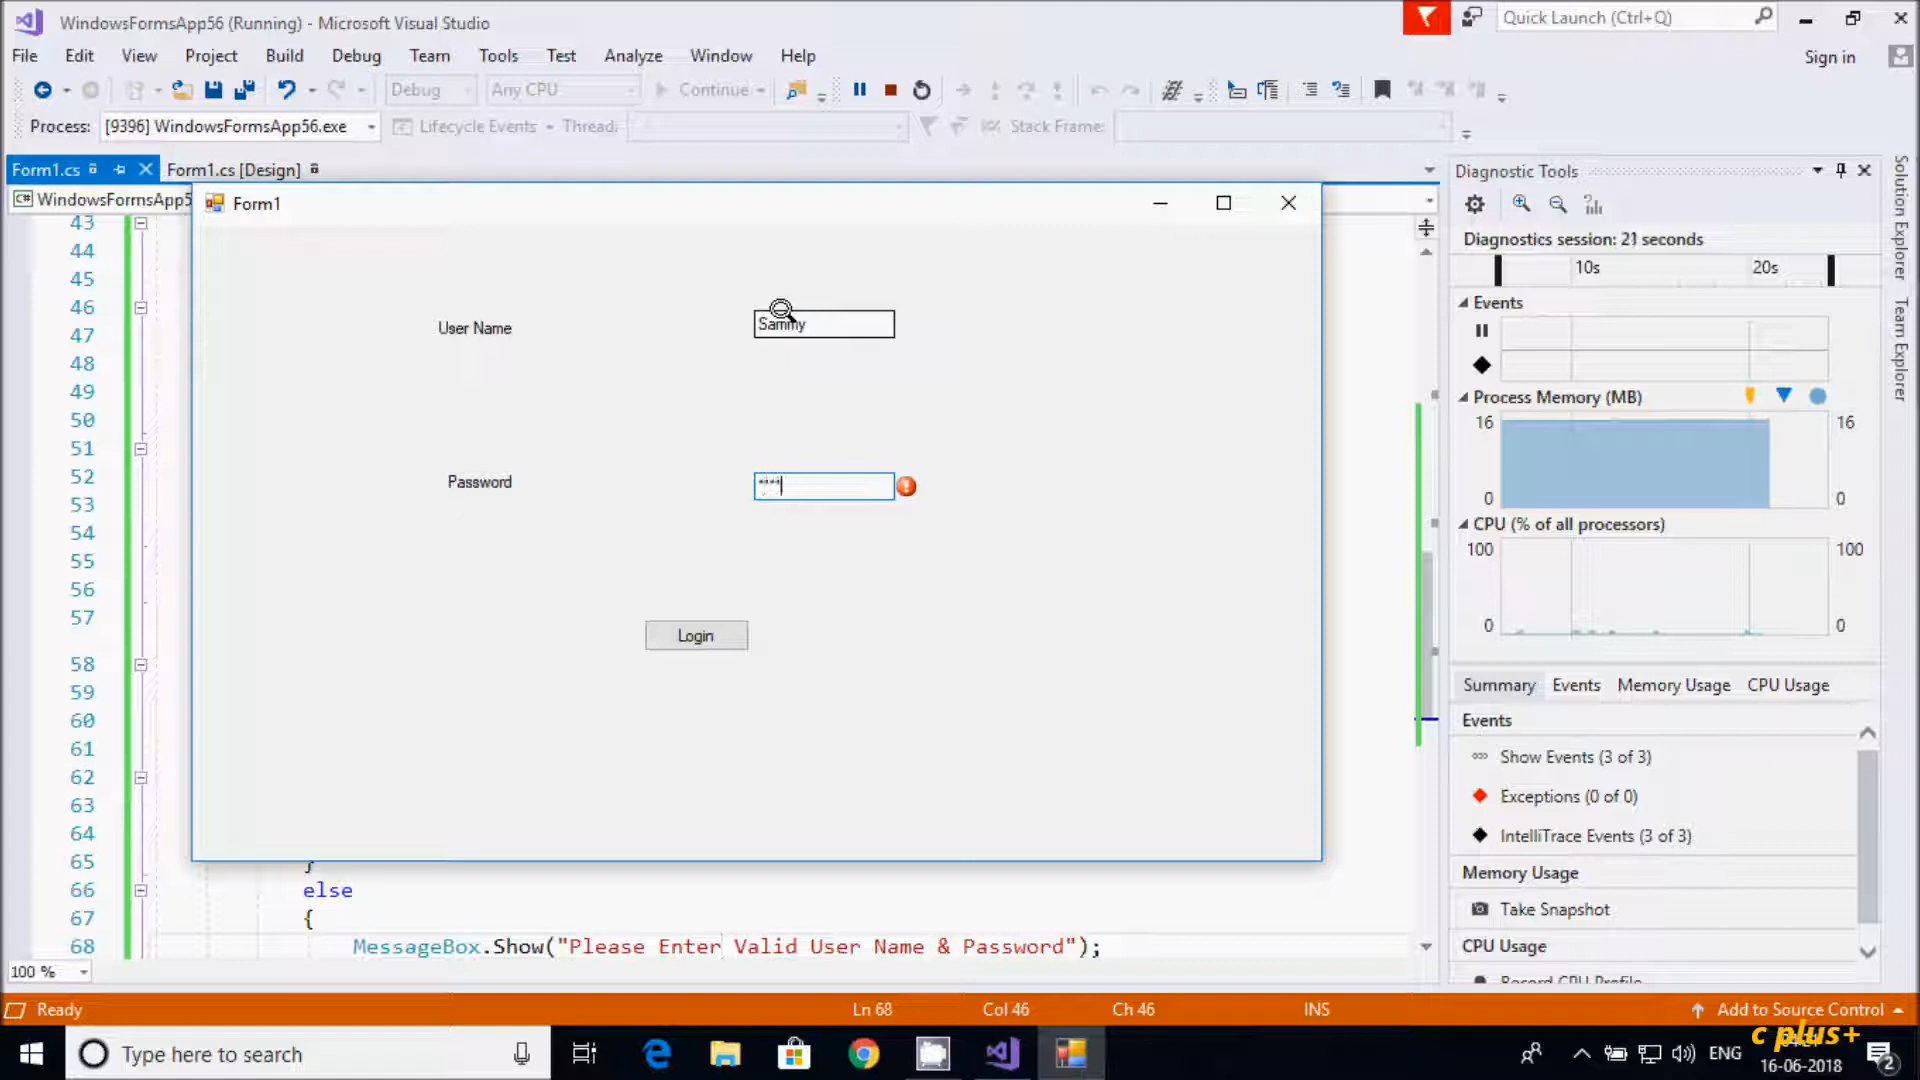 WindowsFormsApp56 (Running) - Microsoft Visual Studio
Quick Launch (Ctrl+Q)
File Edit View Project Build Debug Team Tools Test Analyze Window Help
Sign in
Debug Any CPU Continue
Process: [9396] WindowsFormsApp56.exe Lifecycle Events Thread: Stack Frame:
Form1.cs Form1.cs [Design]
WindowsFormsApp5
Form1
User Name
Sammy
Password
****
Login
43
44
45
46
47
48
49
50
51
52
53
54
55
56
57
58
59
60
61
62
63
64
65 }
66 else
67 {
68 MessageBox.Show("Please Enter Valid User Name & Password");
100 %
Diagnostic Tools
Diagnostics session: 21 seconds
10s 20s
Events
Process Memory (MB)
16 16
0 0
CPU (% of all processors)
100 100
0 0
Summary Events Memory Usage CPU Usage
Events
Show Events (3 of 3)
Exceptions (0 of 0)
IntelliTrace Events (3 of 3)
Memory Usage
Take Snapshot
CPU Usage
Record CPU Profile
Solution Explorer
Team Explorer
Ready Ln 68 Col 46 Ch 46 INS Add to Source Control
c plus+
Type here to search
ENG
16-06-2018
2